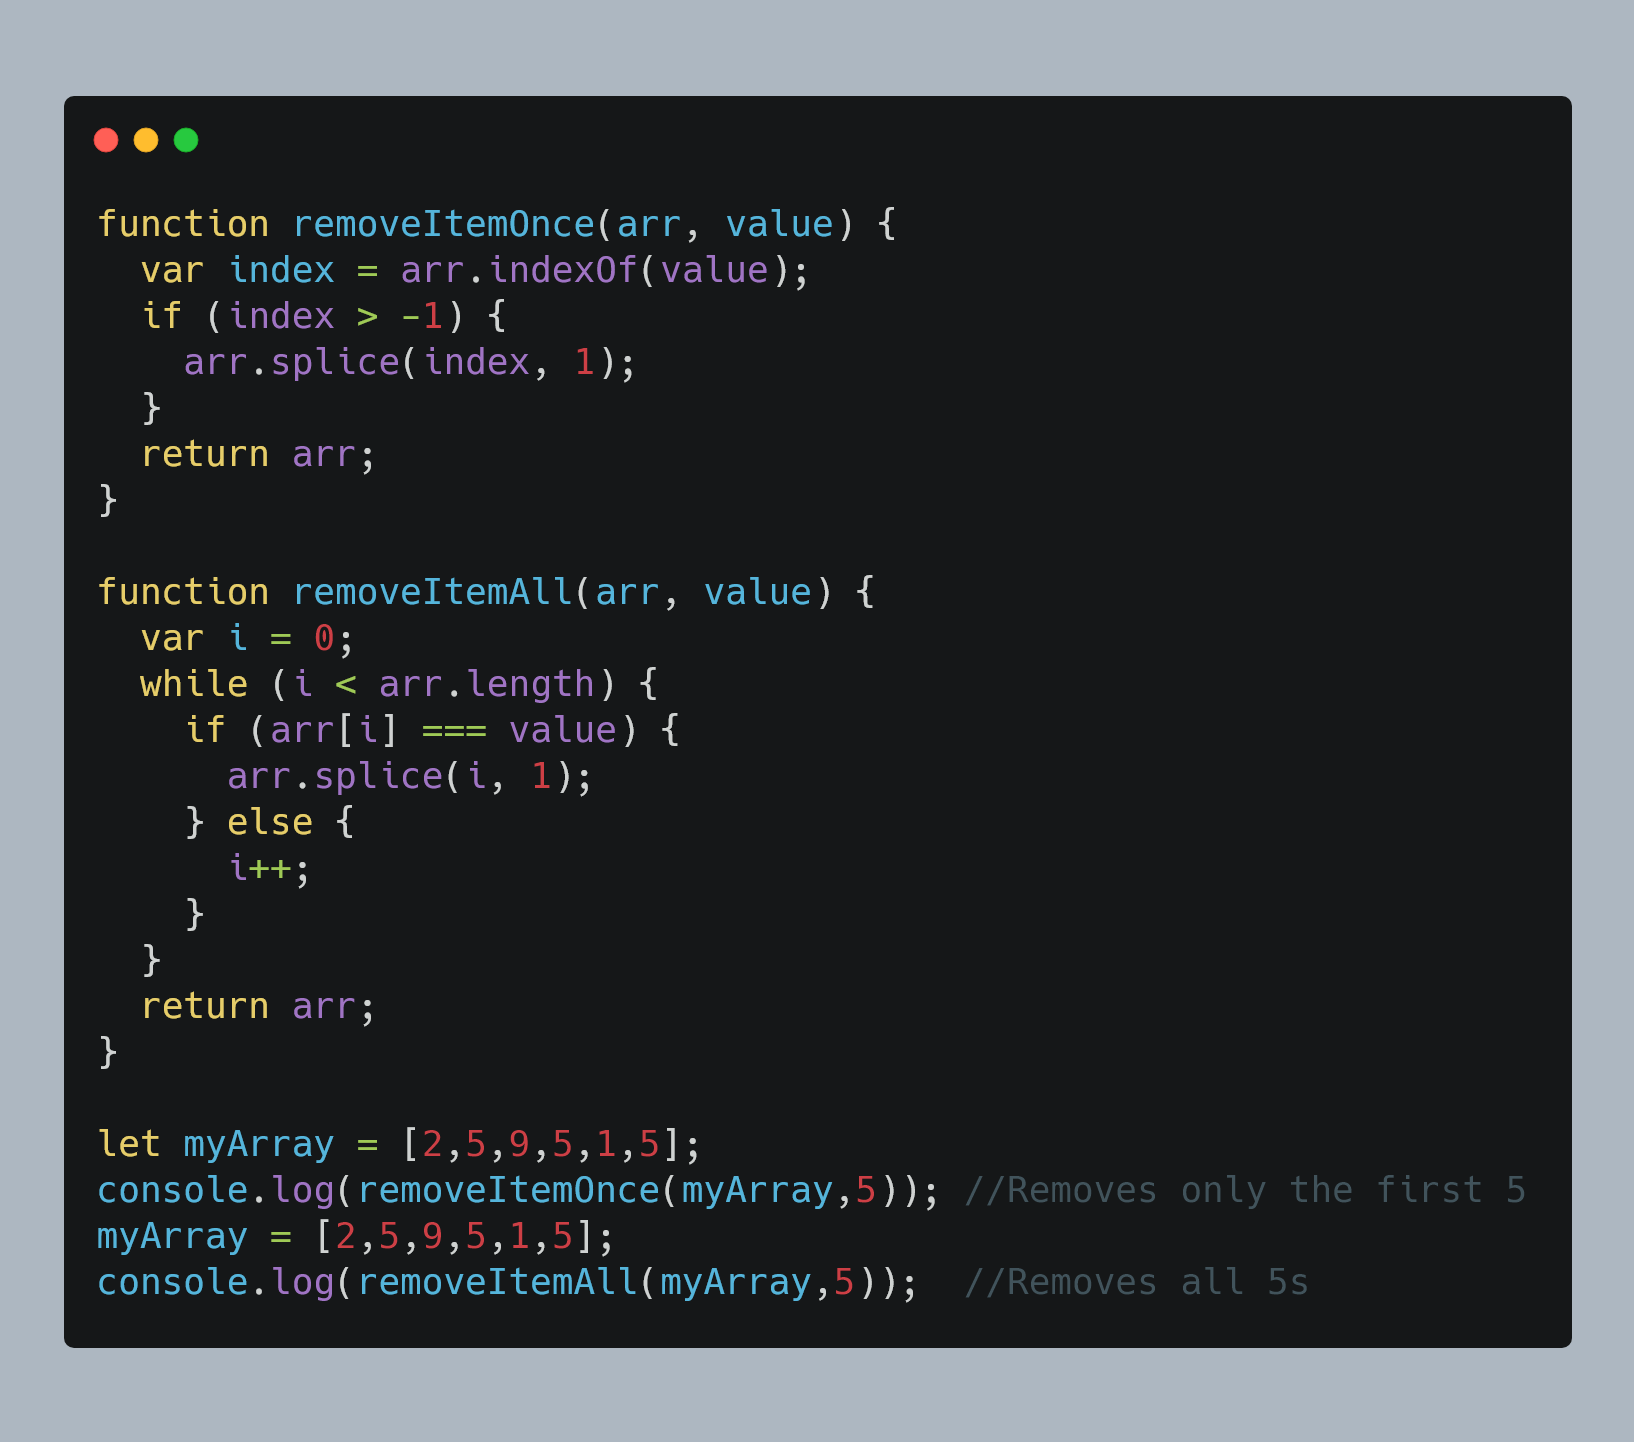 function removeItemOnce(arr, value) {
  var index = arr.indexOf(value);
  if (index > -1) {
    arr.splice(index, 1);
  }
  return arr;
}

function removeItemAll(arr, value) {
  var i = 0;
  while (i < arr.length) {
    if (arr[i] === value) {
      arr.splice(i, 1);
    } else {
      i++;
    }
  }
  return arr;
}

let myArray = [2,5,9,5,1,5];
console.log(removeItemOnce(myArray,5)); //Removes only the first 5
myArray = [2,5,9,5,1,5];
console.log(removeItemAll(myArray,5));  //Removes all 5s